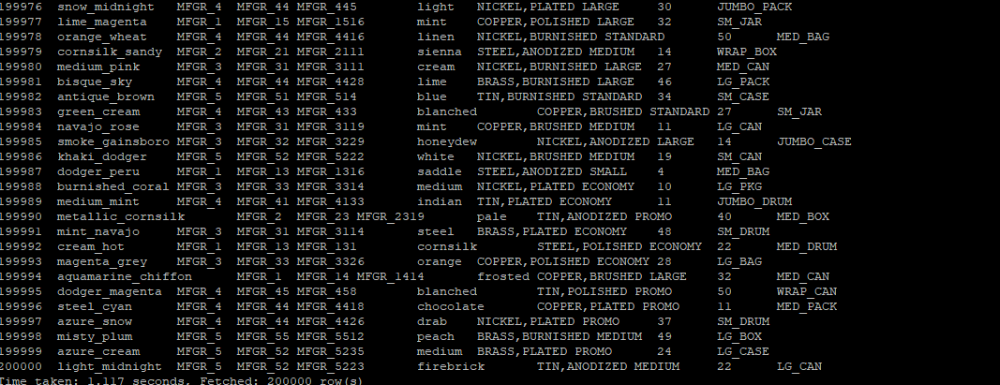 199976 snow_midnight MFGR_4 MFGR_44 MFGR_445 light NICKEL,PLATED LARGE 30 JUMBO_PACK
199977 lime_magenta MFGR_1 MFGR_15 MFGR_1516 mint COPPER,POLISHED LARGE 32 SM_JAR
199978 orange_wheat MFGR_4 MFGR_44 MFGR_4416 linen NICKEL,BURNISHED STANDARD 50 MED_BAG
199979 cornsilk_sandy MFGR_2 MFGR_21 MFGR_2111 sienna STEEL,ANODIZED MEDIUM 14 WRAP_BOX
199980 medium_pink MFGR_3 MFGR_31 MFGR_3111 cream NICKEL,BURNISHED LARGE 27 MED_CAN
199981 bisque_sky MFGR_4 MFGR_44 MFGR_4428 lime BRASS,BURNISHED LARGE 46 LG_PACK
199982 antique_brown MFGR_5 MFGR_51 MFGR_514 blue TIN,BURNISHED STANDARD 34 SM_CASE
199983 green_cream MFGR_4 MFGR_43 MFGR_433 blanched COPPER,BRUSHED STANDARD 27 SM_JAR
199984 navajo_rose MFGR_3 MFGR_31 MFGR_3119 mint COPPER,BRUSHED MEDIUM 11 LG_CAN
199985 smoke_gainsboro MFGR_3 MFGR_32 MFGR_3229 honeydew NICKEL,ANODIZED LARGE 14 JUMBO_CASE
199986 khaki_dodger MFGR_5 MFGR_52 MFGR_5222 white NICKEL,BRUSHED MEDIUM 19 SM_CAN
199987 dodger_peru MFGR_1 MFGR_13 MFGR_1316 saddle STEEL,ANODIZED SMALL 4 MED_BAG
199988 burnished_coral MFGR_3 MFGR_33 MFGR_3314 medium NICKEL,PLATED ECONOMY 10 LG_PKG
199989 medium_mint MFGR_4 MFGR_41 MFGR_4133 indian TIN,PLATED ECONOMY 11 JUMBO_DRUM
199990 metallic_cornsilk MFGR_2 MFGR_23 MFGR_2319 pale TIN,ANODIZED PROMO 40 MED_BOX
199991 mint_navajo MFGR_3 MFGR_31 MFGR_3114 steel BRASS,PLATED ECONOMY 48 SM_DRUM
199992 cream_hot MFGR_1 MFGR_13 MFGR_131 cornsilk STEEL,POLISHED ECONOMY 22 MED_DRUM
199993 magenta_grey MFGR_3 MFGR_33 MFGR_3326 orange COPPER,POLISHED ECONOMY 28 LG_BAG
199994 aquamarine_chiffon MFGR_1 MFGR_14 MFGR_1414 frosted COPPER,BRUSHED LARGE 32 MED_CAN
199995 dodger_magenta MFGR_4 MFGR_45 MFGR_458 blanched TIN,POLISHED PROMO 50 WRAP_CAN
199996 steel_cyan MFGR_4 MFGR_44 MFGR_4418 chocolate COPPER,PLATED PROMO 11 MED_PACK
199997 azure_snow MFGR_4 MFGR_44 MFGR_4426 drab NICKEL,PLATED PROMO 37 SM_DRUM
199998 misty_plum MFGR_5 MFGR_55 MFGR_5512 peach BRASS,BURNISHED MEDIUM 49 LG_BOX
199999 azure_cream MFGR_5 MFGR_52 MFGR_5235 medium BRASS,PLATED PROMO 24 LG_CASE
200000 light_midnight MFGR_5 MFGR_52 MFGR_5223 firebrick TIN,ANODIZED MEDIUM 22 LG_CAN
Time taken: 1.117 seconds, Fetched: 200000 row(s)